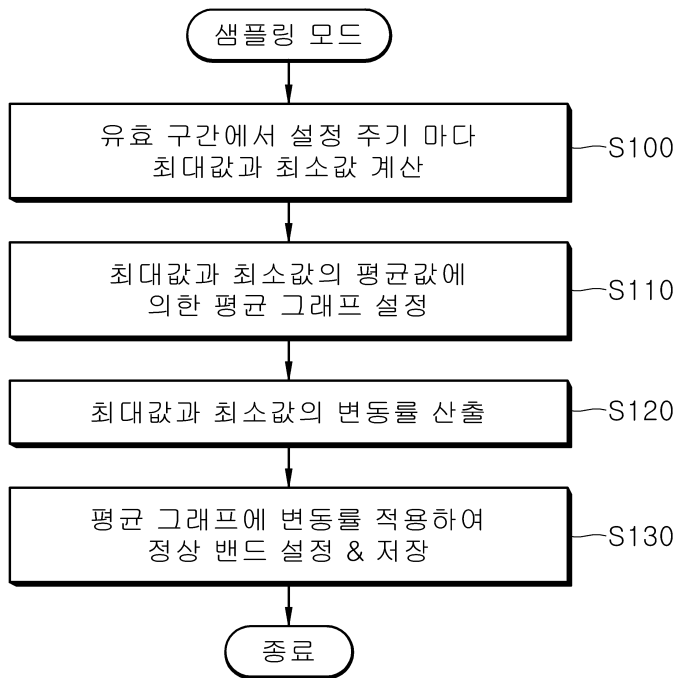 샘플링 모드
유효 구간에서 설정 주기 마다
최대값과 최소값 계산
S100
최대값과 최소값의 평균값에
의한 평균 그래프 설정
S110
최대값과 최소값의 변동률 산출
S120
평균 그래프에 변동률 적용하여
정상 밴드 설정 & 저장
S130
종료